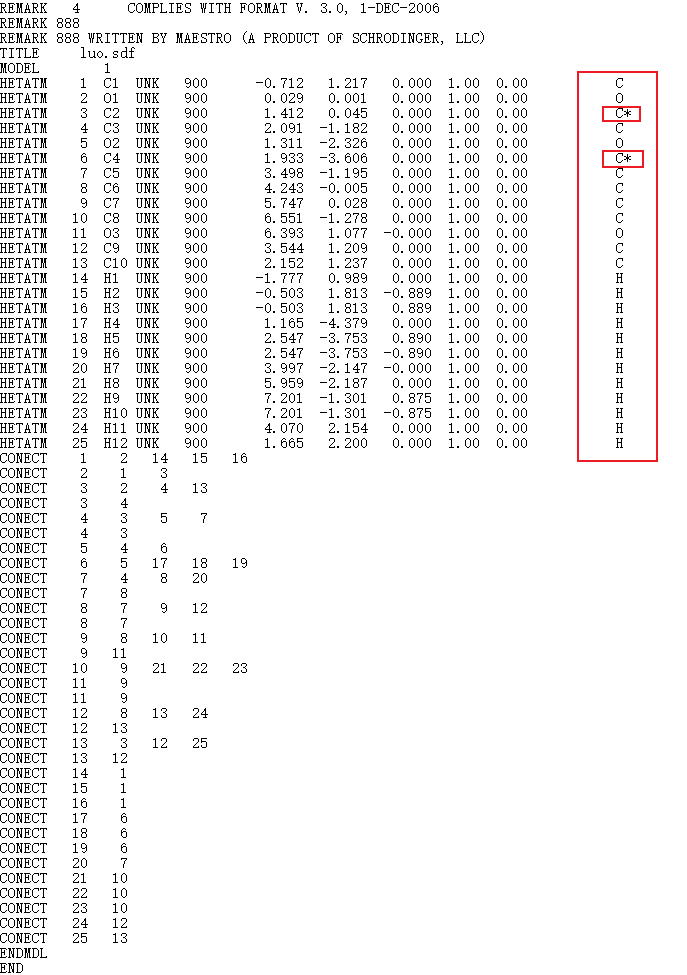 REMARK   4      COMPLIES WITH FORMAT V. 3.0, 1-DEC-2006
REMARK 888
REMARK 888 WRITTEN BY MAESTRO (A PRODUCT OF SCHRODINGER, LLC)
TITLE     luo.sdf
MODEL        1
HETATM    1  C1  UNK   900      -0.712   1.217   0.000  1.00  0.00           C
HETATM    2  O1  UNK   900       0.029   0.001   0.000  1.00  0.00           O
HETATM    3  C2  UNK   900       1.412   0.045   0.000  1.00  0.00           C*
HETATM    4  C3  UNK   900       2.091  -1.182   0.000  1.00  0.00           C
HETATM    5  O2  UNK   900       1.311  -2.326   0.000  1.00  0.00           O
HETATM    6  C4  UNK   900       1.933  -3.606   0.000  1.00  0.00           C*
HETATM    7  C5  UNK   900       3.498  -1.195   0.000  1.00  0.00           C
HETATM    8  C6  UNK   900       4.243  -0.005   0.000  1.00  0.00           C
HETATM    9  C7  UNK   900       5.747   0.028   0.000  1.00  0.00           C
HETATM   10  C8  UNK   900       6.551  -1.278   0.000  1.00  0.00           C
HETATM   11  O3  UNK   900       6.393   1.077  -0.000  1.00  0.00           O
HETATM   12  C9  UNK   900       3.544   1.209   0.000  1.00  0.00           C
HETATM   13  C10 UNK   900       2.152   1.237   0.000  1.00  0.00           C
HETATM   14  H1  UNK   900      -1.777   0.989   0.000  1.00  0.00           H
HETATM   15  H2  UNK   900      -0.503   1.813  -0.889  1.00  0.00           H
HETATM   16  H3  UNK   900      -0.503   1.813   0.889  1.00  0.00           H
HETATM   17  H4  UNK   900       1.165  -4.379   0.000  1.00  0.00           H
HETATM   18  H5  UNK   900       2.547  -3.753   0.890  1.00  0.00           H
HETATM   19  H6  UNK   900       2.547  -3.753  -0.890  1.00  0.00           H
HETATM   20  H7  UNK   900       3.997  -2.147  -0.000  1.00  0.00           H
HETATM   21  H8  UNK   900       5.959  -2.187   0.000  1.00  0.00           H
HETATM   22  H9  UNK   900       7.201  -1.301   0.875  1.00  0.00           H
HETATM   23  H10 UNK   900       7.201  -1.301  -0.875  1.00  0.00           H
HETATM   24  H11 UNK   900       4.070   2.154   0.000  1.00  0.00           H
HETATM   25  H12 UNK   900       1.665   2.200   0.000  1.00  0.00           H
CONECT    1    2   14   15   16
CONECT    2    1    3
CONECT    3    2    4   13
CONECT    3    4
CONECT    4    3    5    7
CONECT    4    3
CONECT    5    4    6
CONECT    6    5   17   18   19
CONECT    7    4    8   20
CONECT    7    8
CONECT    8    7    9   12
CONECT    8    7
CONECT    9    8   10   11
CONECT    9   11
CONECT   10    9   21   22   23
CONECT   11    9
CONECT   11    9
CONECT   12    8   13   24
CONECT   12   13
CONECT   13    3   12   25
CONECT   13   12
CONECT   14    1
CONECT   15    1
CONECT   16    1
CONECT   17    6
CONECT   18    6
CONECT   19    6
CONECT   20    7
CONECT   21   10
CONECT   22   10
CONECT   23   10
CONECT   24   12
CONECT   25   13
ENDMDL
END